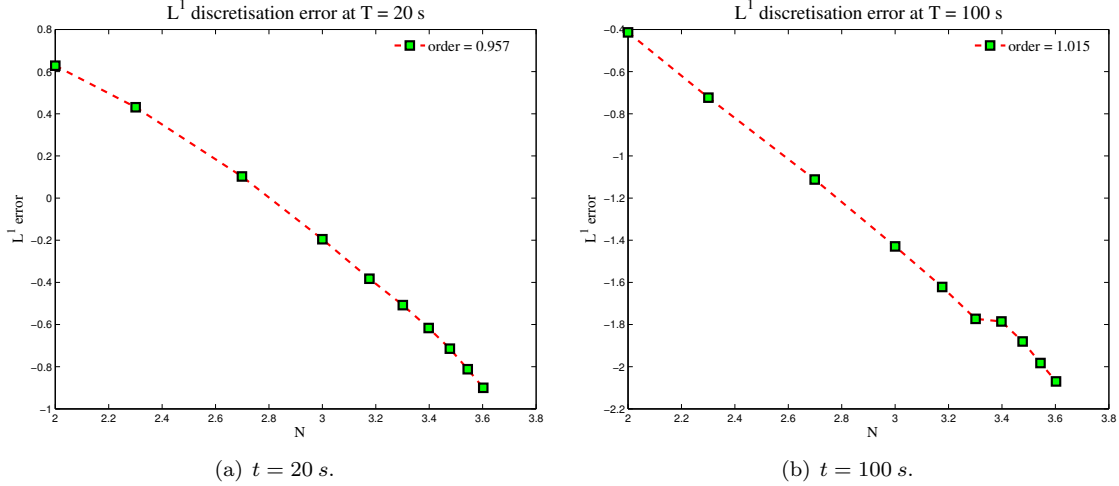 L¹ discretisation error at T = 20 s
order = 0.957
0.8
0.6
0.4
0.2
0
−0.2
−0.4
−0.6
−0.8
−1
L¹ error
2 2.2 2.4 2.6 2.8 3 3.2 3.4 3.6 3.8
N
(a) t = 20 s.
L¹ discretisation error at T = 100 s
order = 1.015
−0.4
−0.6
−0.8
−1
−1.2
−1.4
−1.6
−1.8
−2
−2.2
L¹ error
2 2.2 2.4 2.6 2.8 3 3.2 3.4 3.6 3.8
N
(b) t = 100 s.